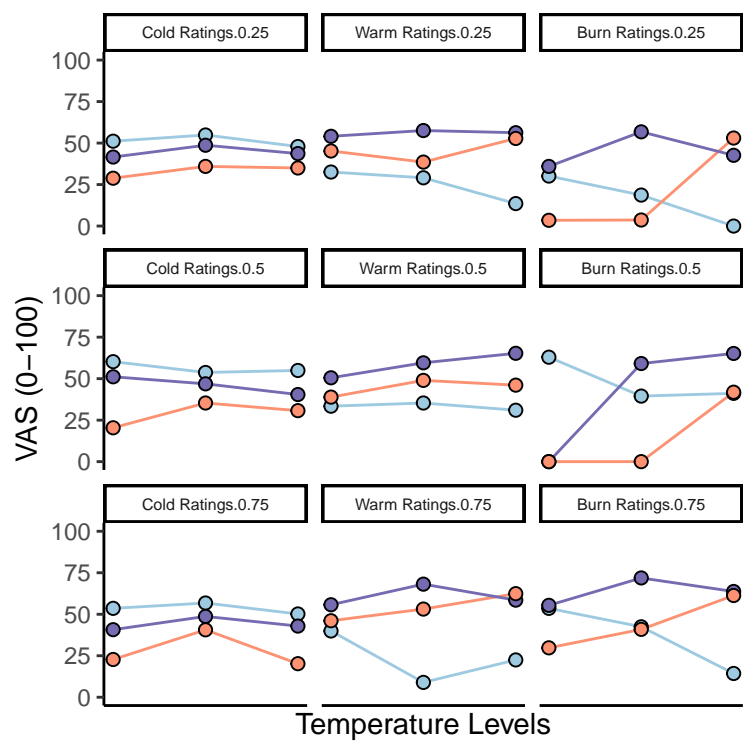 Cold Ratings.0.25
Warm Ratings.0.25
Burn Ratings.0.25
100
75
50
25
0
Cold Ratings.0.5
Warm Ratings.0.5
Burn Ratings.0.5
100
75
50
25
0
Cold Ratings.0.75
Warm Ratings.0.75
Burn Ratings.0.75
100
75
50
25
0
VAS (0−100)
Temperature Levels